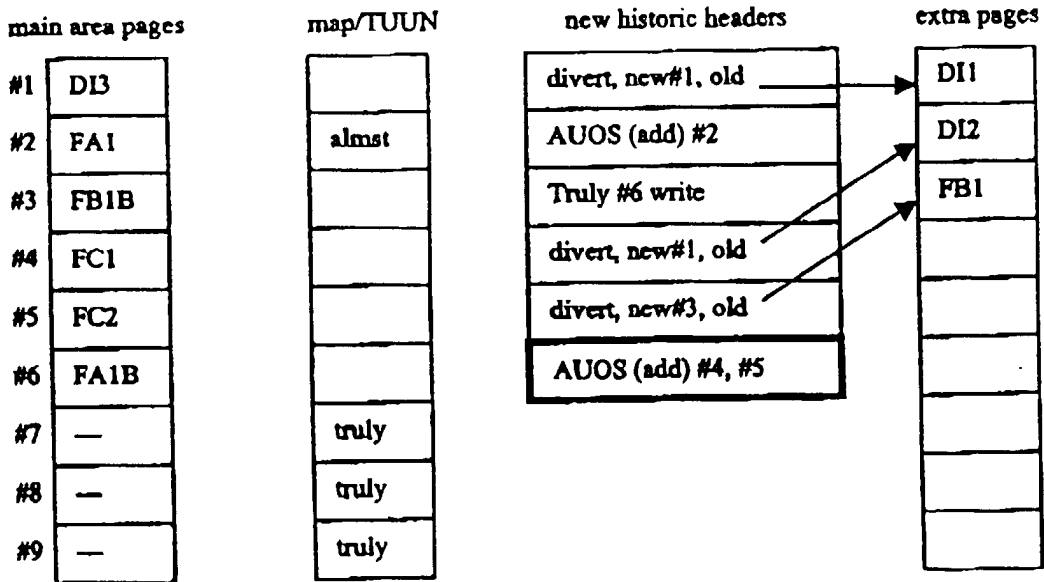 main area pages
#1 DI3
#2 FA1
#3 FB1B
#4 FC1
#5 FC2
#6 FA1B
#7 —
#8 —
#9 —
map/TUUN
almst
truly
truly
truly
new historic headers
divert, new#1, old
AUOS (add) #2
Truly #6 write
divert, new#1, old
divert, new#3, old
AUOS (add) #4, #5
extra pages
DI1
DI2
FB1